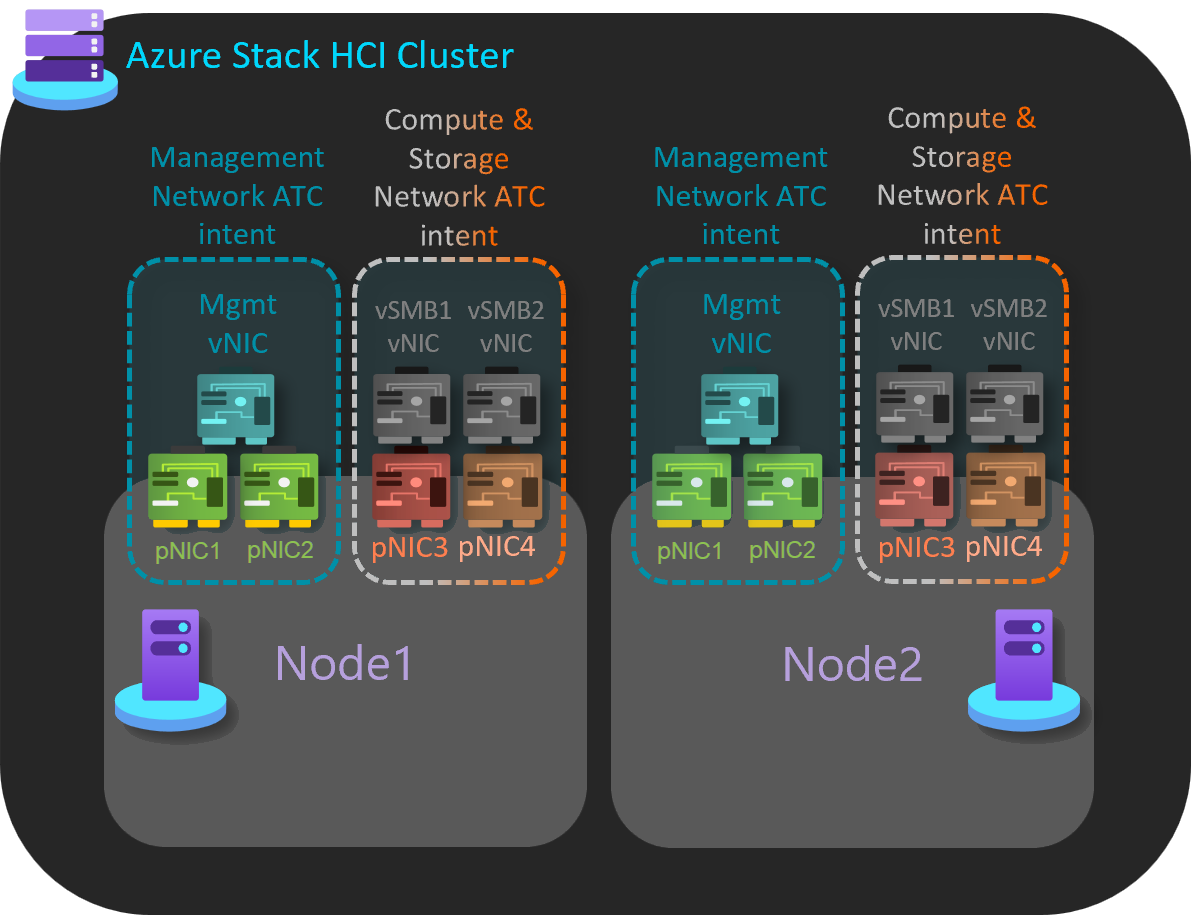 Azure Stack HCI Cluster
Management
Network ATC
intent
Compute &
Storage
Network ATC
intent
Management
Network ATC
intent
Compute &
Storage
Network ATC
intent
Mgmt
vNIC
vSMB1
vNIC
vSMB2
vNIC
Mgmt
vNIC
vSMB1
vNIC
vSMB2
vNIC
pNIC1
pNIC2
pNIC3
pNIC4
pNIC1
pNIC2
pNIC3
pNIC4
Node1
Node2